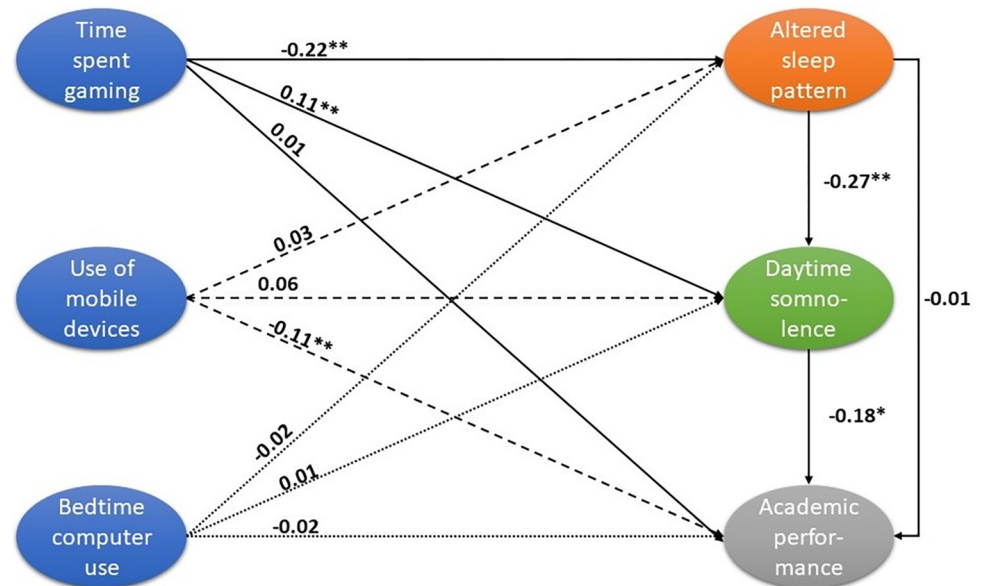 Time
spent
gaming
-0.22**
0.11**
0.01
Altered
sleep
pattern
-0.27**
Use of
mobile
devices
0.03
0.06
-0.11**
Daytime
somno-
lence
-0.01
-0.18*
Bedtime
computer
use
-0.02
0.01
-0.02
Academic
perfor-
mance